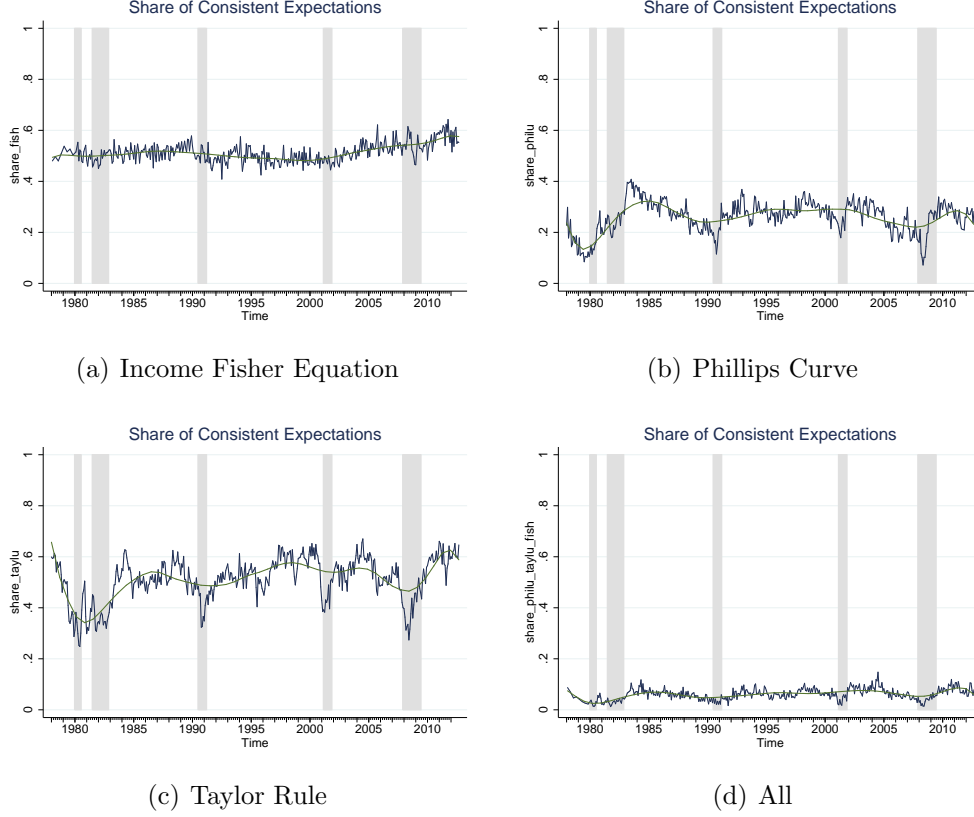 Share of Consistent Expectations
share_fish
0 .2 .4 .6 .8 1
1980 1985 1990 1995 2000 2005 2010
Time
(a) Income Fisher Equation
Share of Consistent Expectations
share_philu
0 .2 .4 .6 .8 1
1980 1985 1990 1995 2000 2005 2010
Time
(b) Phillips Curve
Share of Consistent Expectations
share_taylu
0 .2 .4 .6 .8 1
1980 1985 1990 1995 2000 2005 2010
Time
(c) Taylor Rule
Share of Consistent Expectations
share_philu_taylu_fish
0 .2 .4 .6 .8 1
1980 1985 1990 1995 2000 2005 2010
Time
(d) All